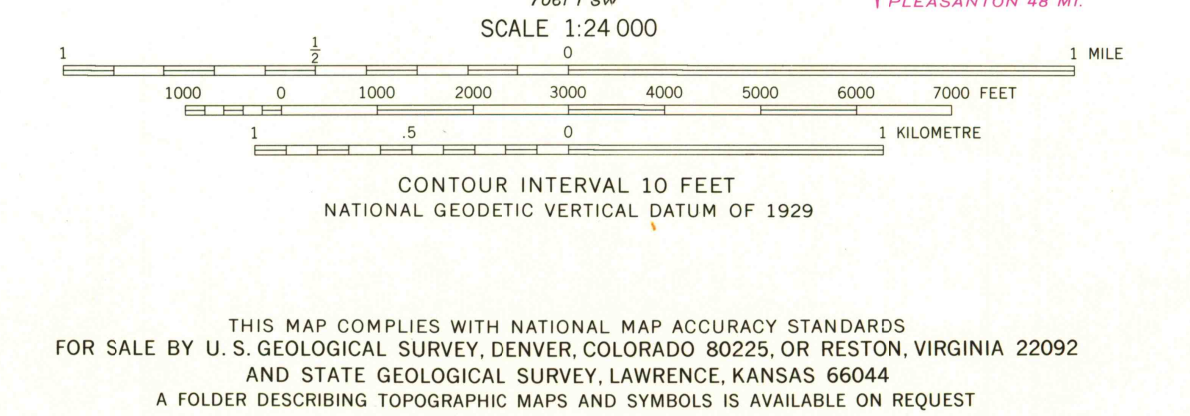 PLEASANTON 48 MI.
SCALE 1:24 000
1 1/2 0 1 MILE
1000 0 1000 2000 3000 4000 5000 6000 7000 FEET
1 .5 0 1 KILOMETRE
CONTOUR INTERVAL 10 FEET
NATIONAL GEODETIC VERTICAL DATUM OF 1929
THIS MAP COMPLIES WITH NATIONAL MAP ACCURACY STANDARDS
FOR SALE BY U. S. GEOLOGICAL SURVEY, DENVER, COLORADO 80225, OR RESTON, VIRGINIA 22092
AND STATE GEOLOGICAL SURVEY, LAWRENCE, KANSAS 66044
A FOLDER DESCRIBING TOPOGRAPHIC MAPS AND SYMBOLS IS AVAILABLE ON REQUEST